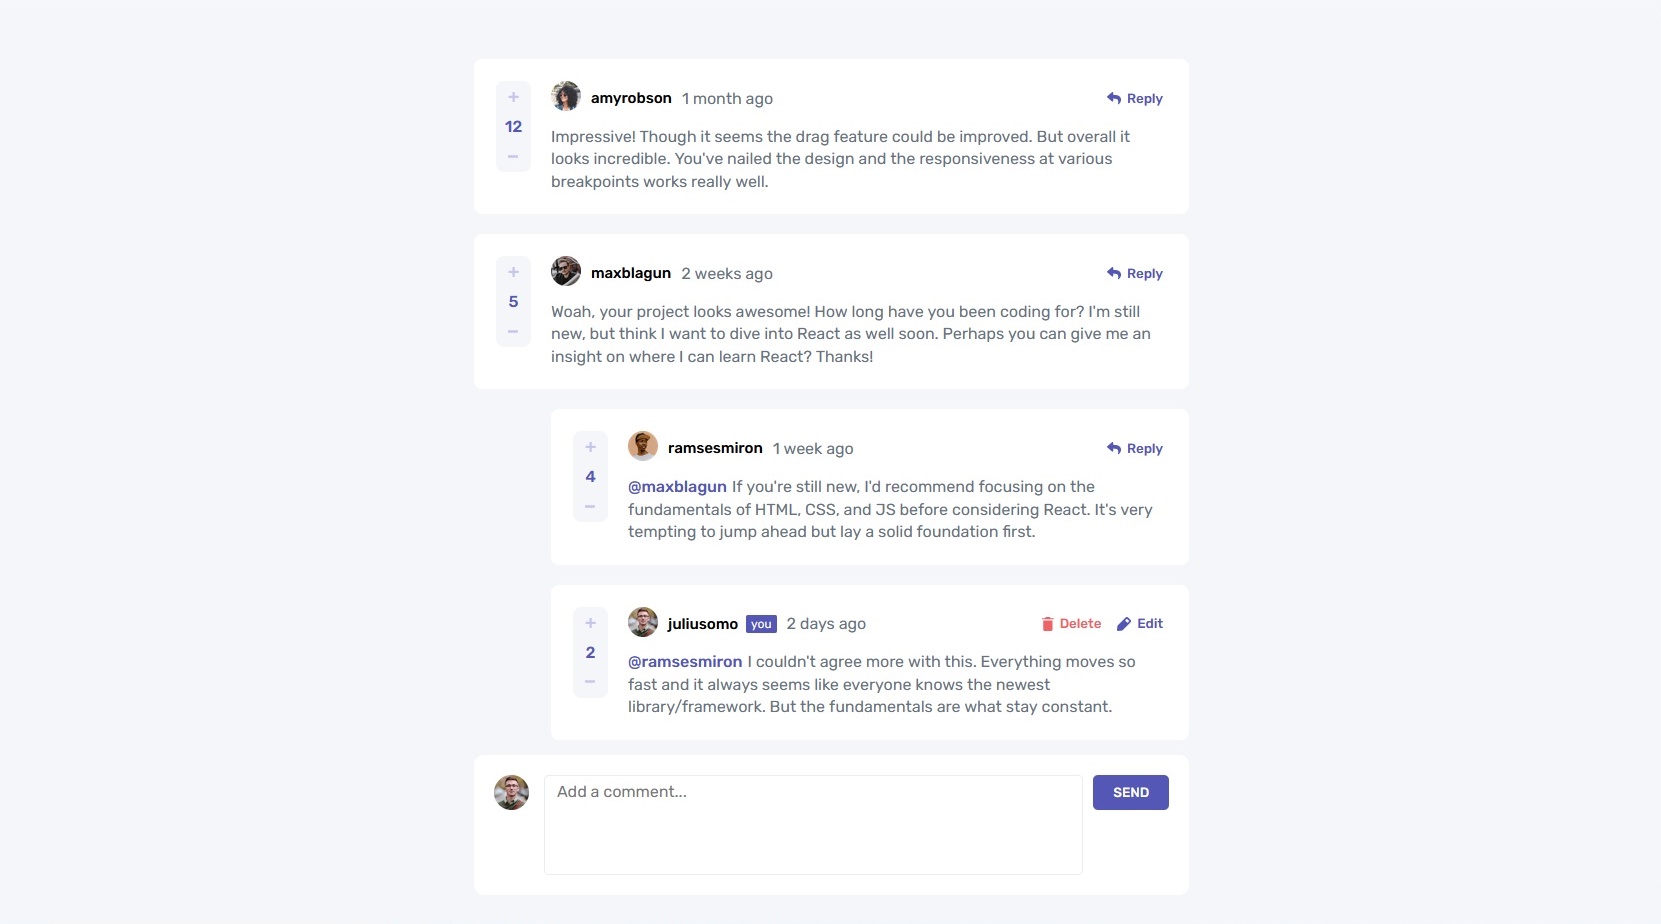 +
12
−
amyrobson 1 month ago Reply
Impressive! Though it seems the drag feature could be improved. But overall it
looks incredible. You've nailed the design and the responsiveness at various
breakpoints works really well.
+
5
−
maxblagun 2 weeks ago Reply
Woah, your project looks awesome! How long have you been coding for? I'm still
new, but think I want to dive into React as well soon. Perhaps you can give me an
insight on where I can learn React? Thanks!
+
4
−
ramsesmiron 1 week ago Reply
@maxblagun If you're still new, I'd recommend focusing on the
fundamentals of HTML, CSS, and JS before considering React. It's very
tempting to jump ahead but lay a solid foundation first.
+
2
−
juliusomo you 2 days ago Delete Edit
@ramsesmiron I couldn't agree more with this. Everything moves so
fast and it always seems like everyone knows the newest
library/framework. But the fundamentals are what stay constant.
Add a comment...
SEND